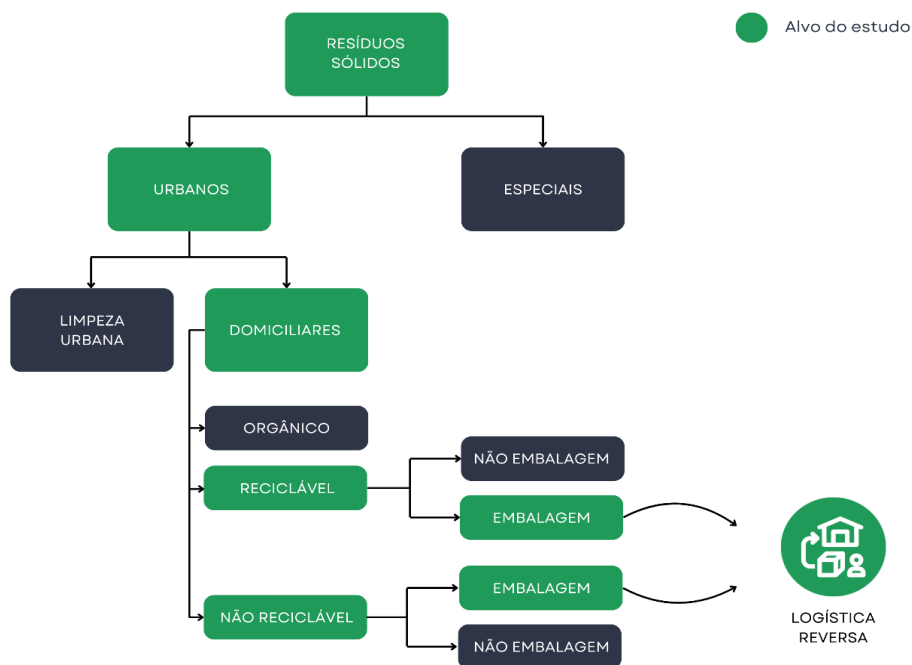 RESÍDUOS
SÓLIDOS
Alvo do estudo
URBANOS
ESPECIAIS
LIMPEZA
URBANA
DOMICILIARES
ORGÂNICO
NÃO EMBALAGEM
RECICLÁVEL
EMBALAGEM
EMBALAGEM
NÃO RECICLÁVEL
NÃO EMBALAGEM
LOGÍSTICA
REVERSA